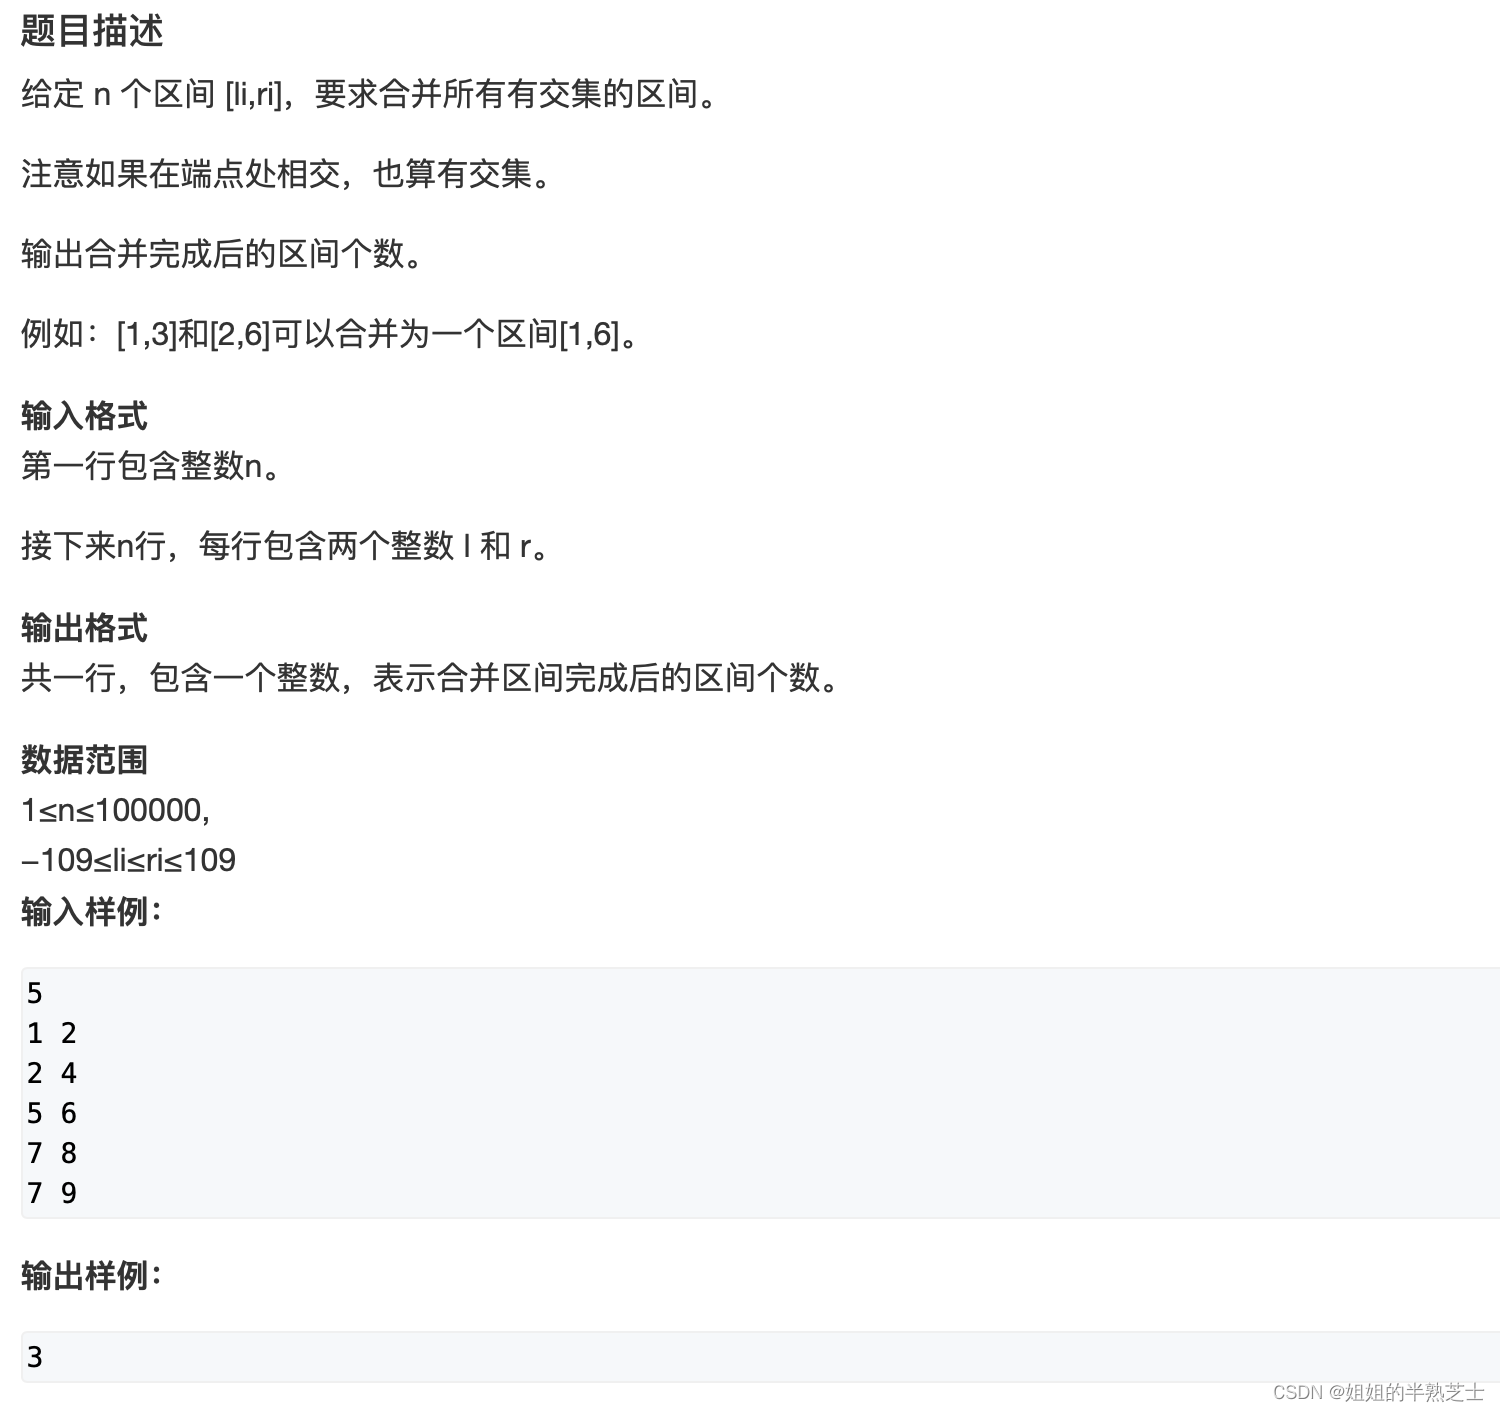 题目描述
给定 n 个区间 [li,ri]，要求合并所有有交集的区间。
注意如果在端点处相交，也算有交集。
输出合并完成后的区间个数。
例如：[1,3]和[2,6]可以合并为一个区间[1,6]。
输入格式
第一行包含整数n。
接下来n行，每行包含两个整数 l 和 r。
输出格式
共一行，包含一个整数，表示合并区间完成后的区间个数。
数据范围
1≤n≤100000,
−109≤li≤ri≤109
输入样例：
5
1 2
2 4
5 6
7 8
7 9
输出样例：
3
CSDN @姐姐的半熟芝士